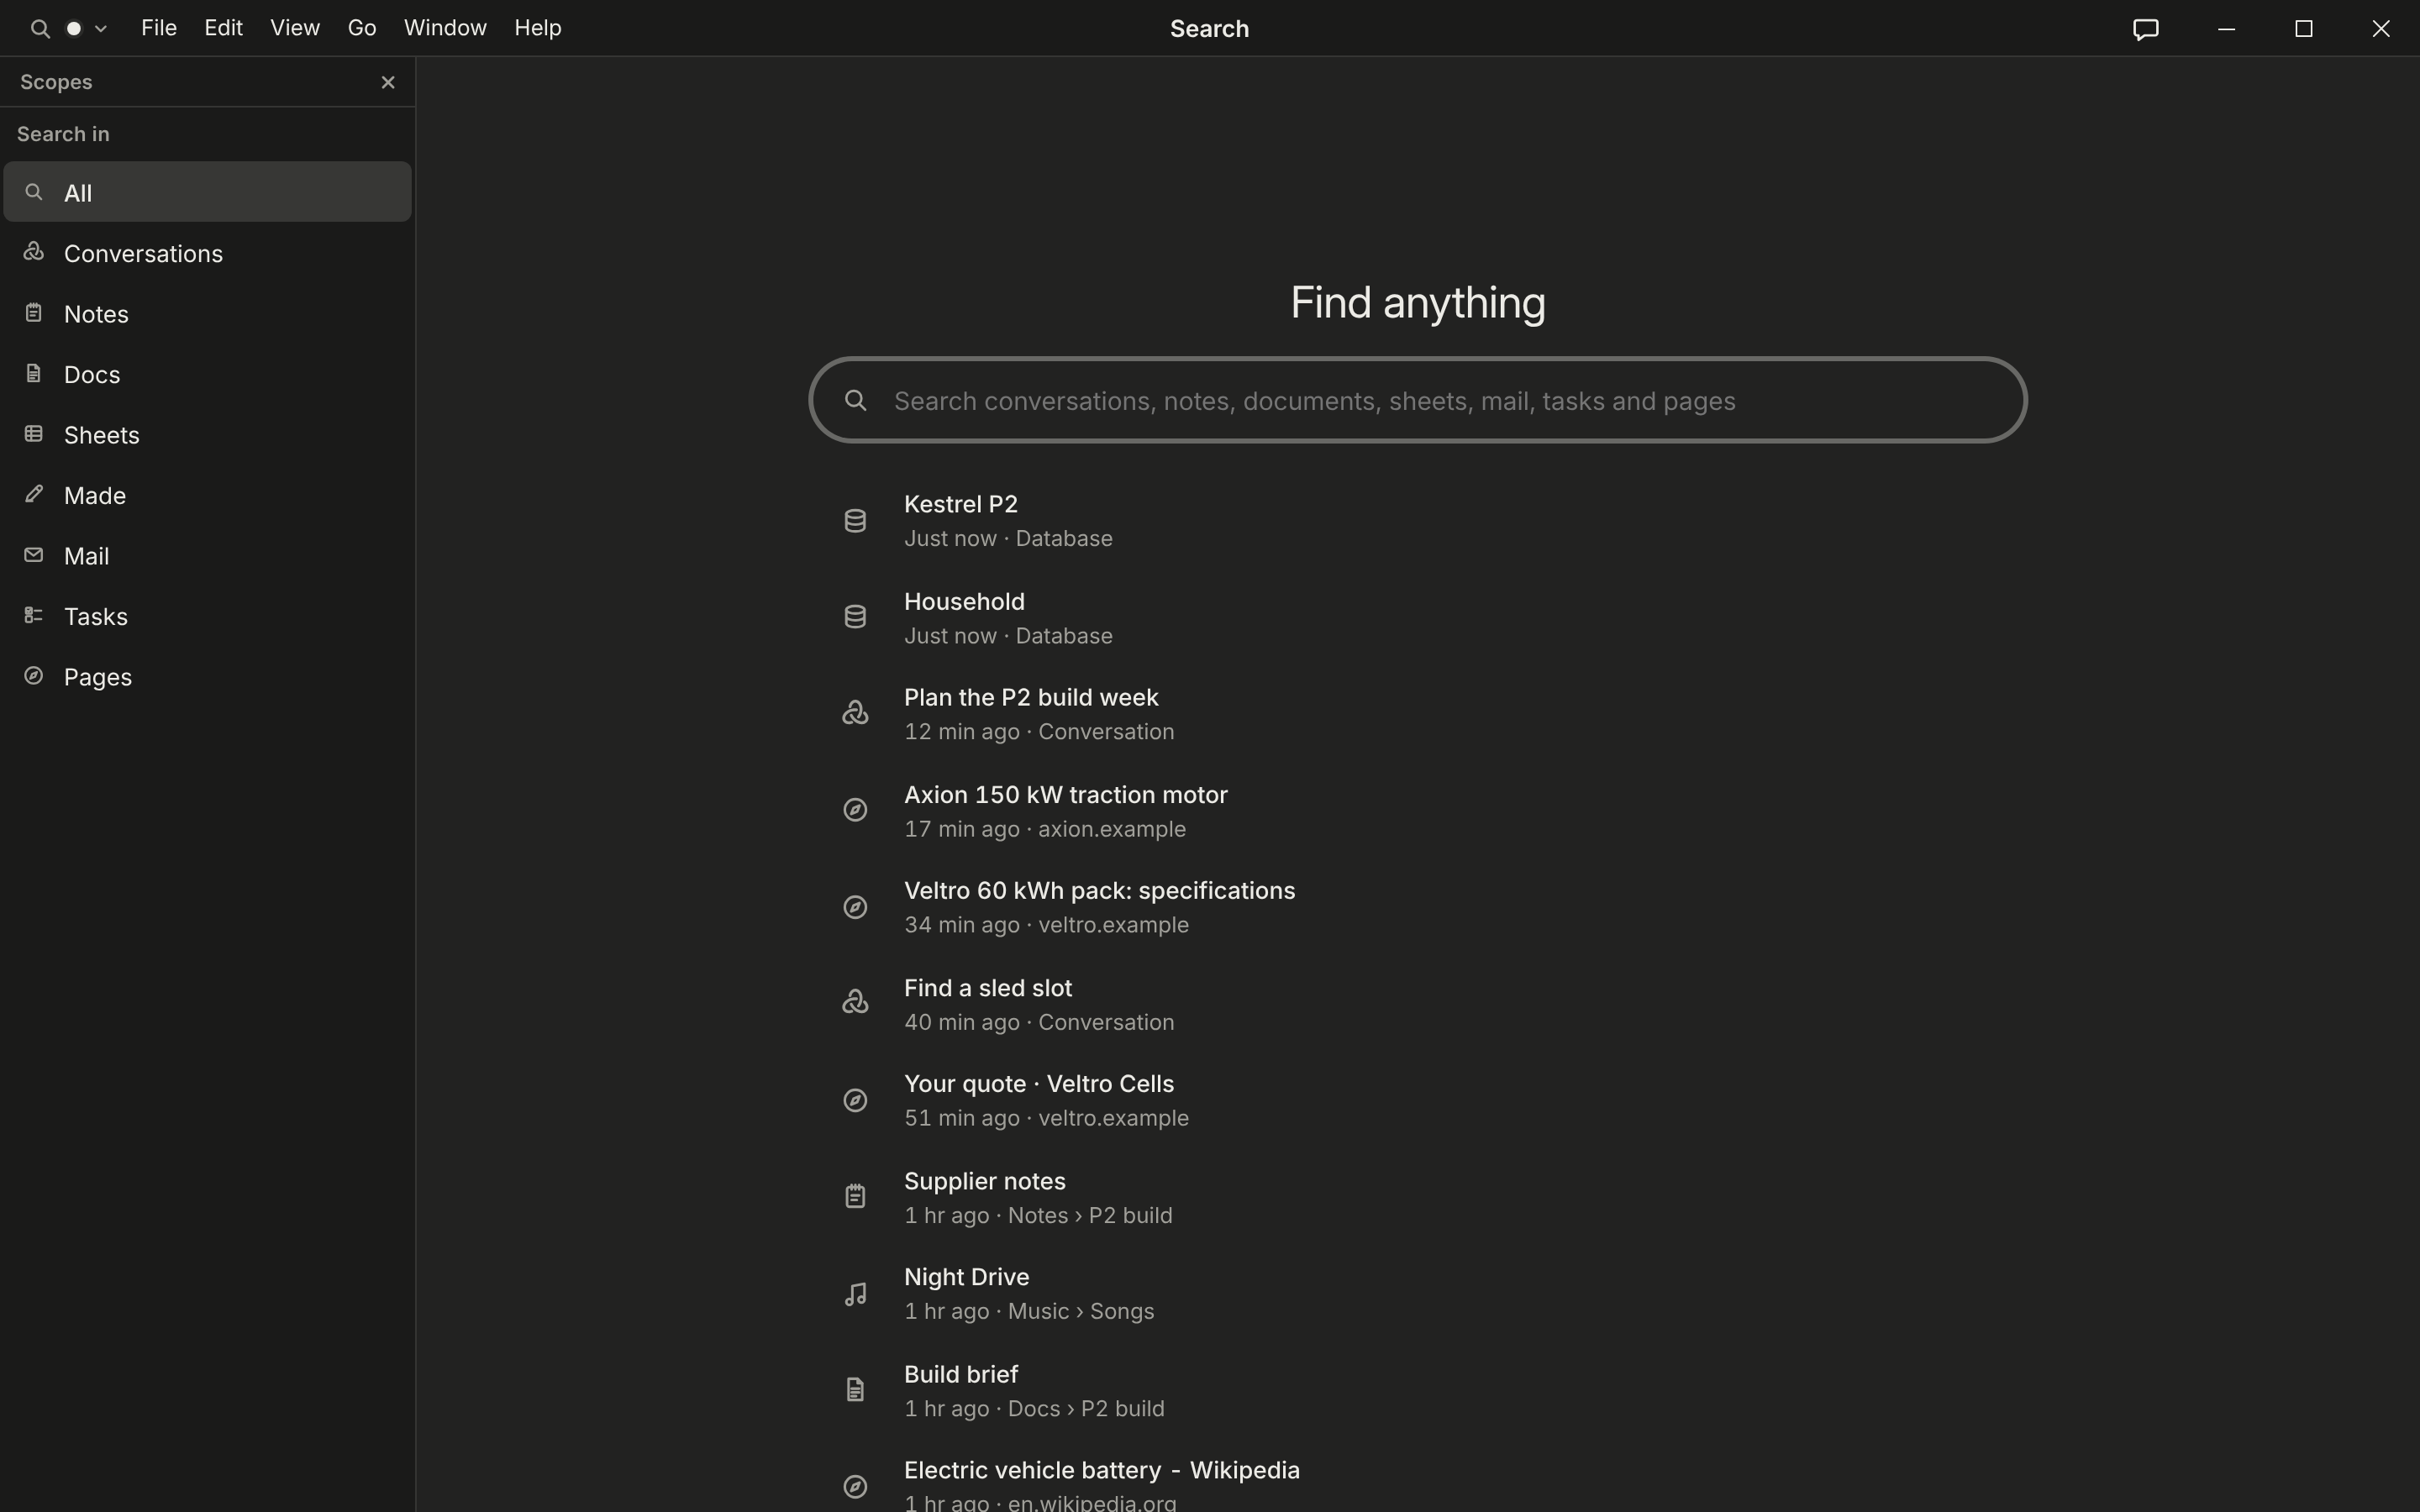 File Edit View Go Window Help
Search
Scopes
Search in
All
Conversations
Notes
Docs
Sheets
Made
Mail
Tasks
Pages
Find anything
Search conversations, notes, documents, sheets, mail, tasks and pages
Kestrel P2
Just now · Database
Household
Just now · Database
Plan the P2 build week
12 min ago · Conversation
Axion 150 kW traction motor
17 min ago · axion.example
Veltro 60 kWh pack: specifications
34 min ago · veltro.example
Find a sled slot
40 min ago · Conversation
Your quote · Veltro Cells
51 min ago · veltro.example
Supplier notes
1 hr ago · Notes › P2 build
Night Drive
1 hr ago · Music › Songs
Build brief
1 hr ago · Docs › P2 build
Electric vehicle battery - Wikipedia
1 hr ago · en.wikipedia.org